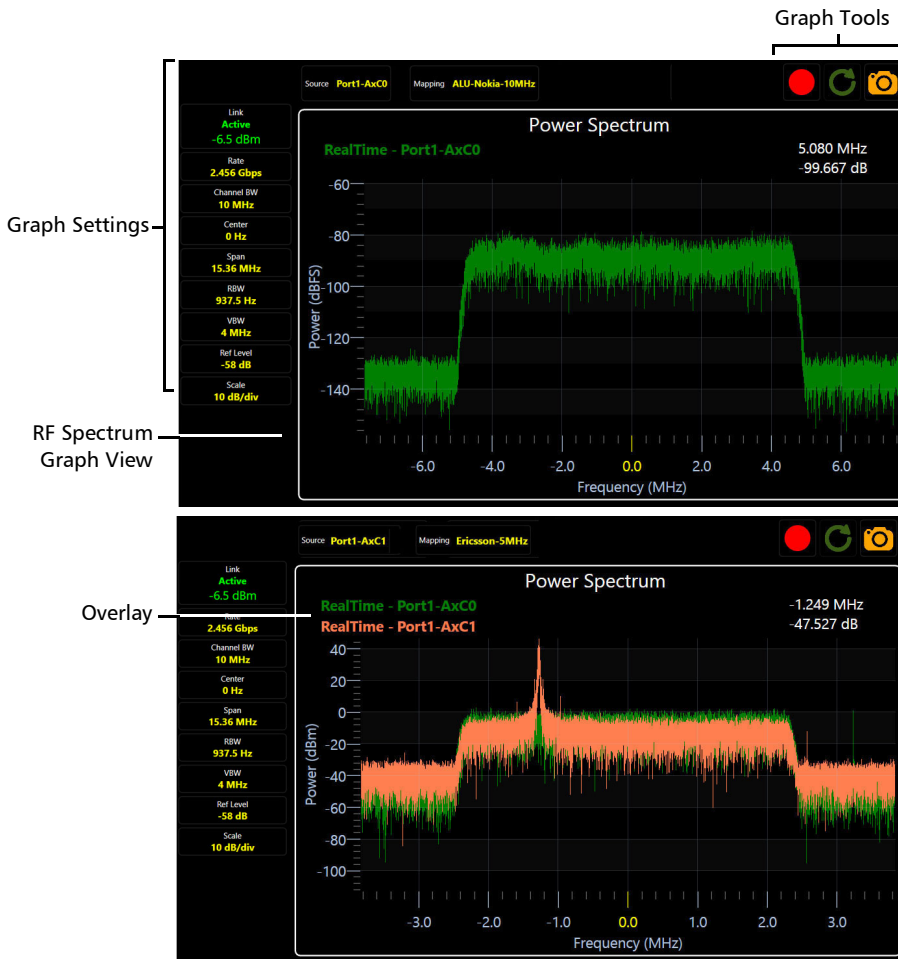 Graph Tools
Source Port1-AxC0 Mapping ALU-Nokia-10MHz
Graph Settings
Link
Active
-6.5 dBm
Rate
2.456 Gbps
Channel BW
10 MHz
Center
0 Hz
Span
15.36 MHz
RBW
937.5 Hz
VBW
4 MHz
Ref Level
-58 dB
Scale
10 dB/div
Power Spectrum
RealTime - Port1-AxC0
5.080 MHz
-99.667 dB
Power (dBFS)
-60
-80
-100
-120
-140
-6.0 -4.0 -2.0 0.0 2.0 4.0 6.0
Frequency (MHz)
RF Spectrum
Graph View
Source Port1-AxC1 Mapping Ericsson-5MHz
Link
Active
-6.5 dBm
Rate
2.456 Gbps
Channel BW
10 MHz
Center
0 Hz
Span
15.36 MHz
RBW
937.5 Hz
VBW
4 MHz
Ref Level
-58 dB
Scale
10 dB/div
Overlay
Power Spectrum
RealTime - Port1-AxC0
RealTime - Port1-AxC1
-1.249 MHz
-47.527 dB
Power (dBm)
40
20
0
-20
-40
-60
-80
-100
-3.0 -2.0 -1.0 0.0 1.0 2.0 3.0
Frequency (MHz)